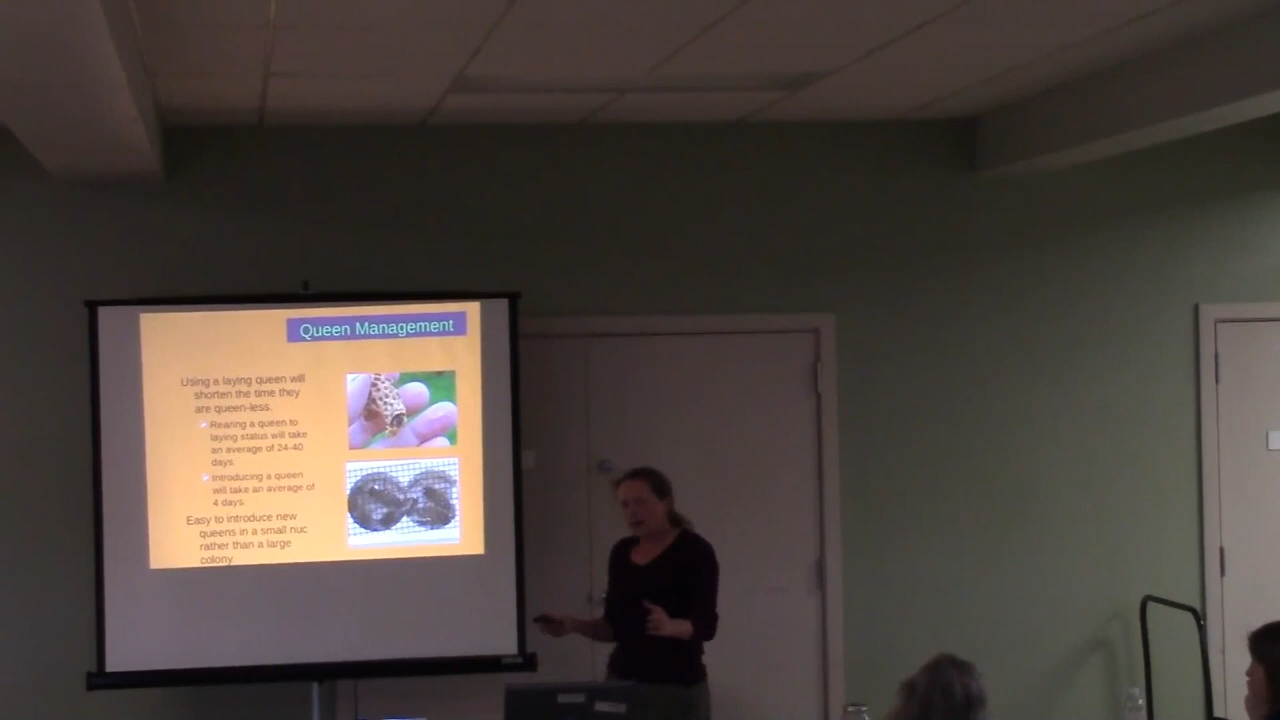 Queen Management
Using a laying queen will
shorten the time they
are queen-less.
Rearing a queen to
laying status will take
an average of 24-40
days.
Introducing a queen
will take an average of
4 days.
Easy to introduce new
queens in a small nuc
rather than a large
colony.